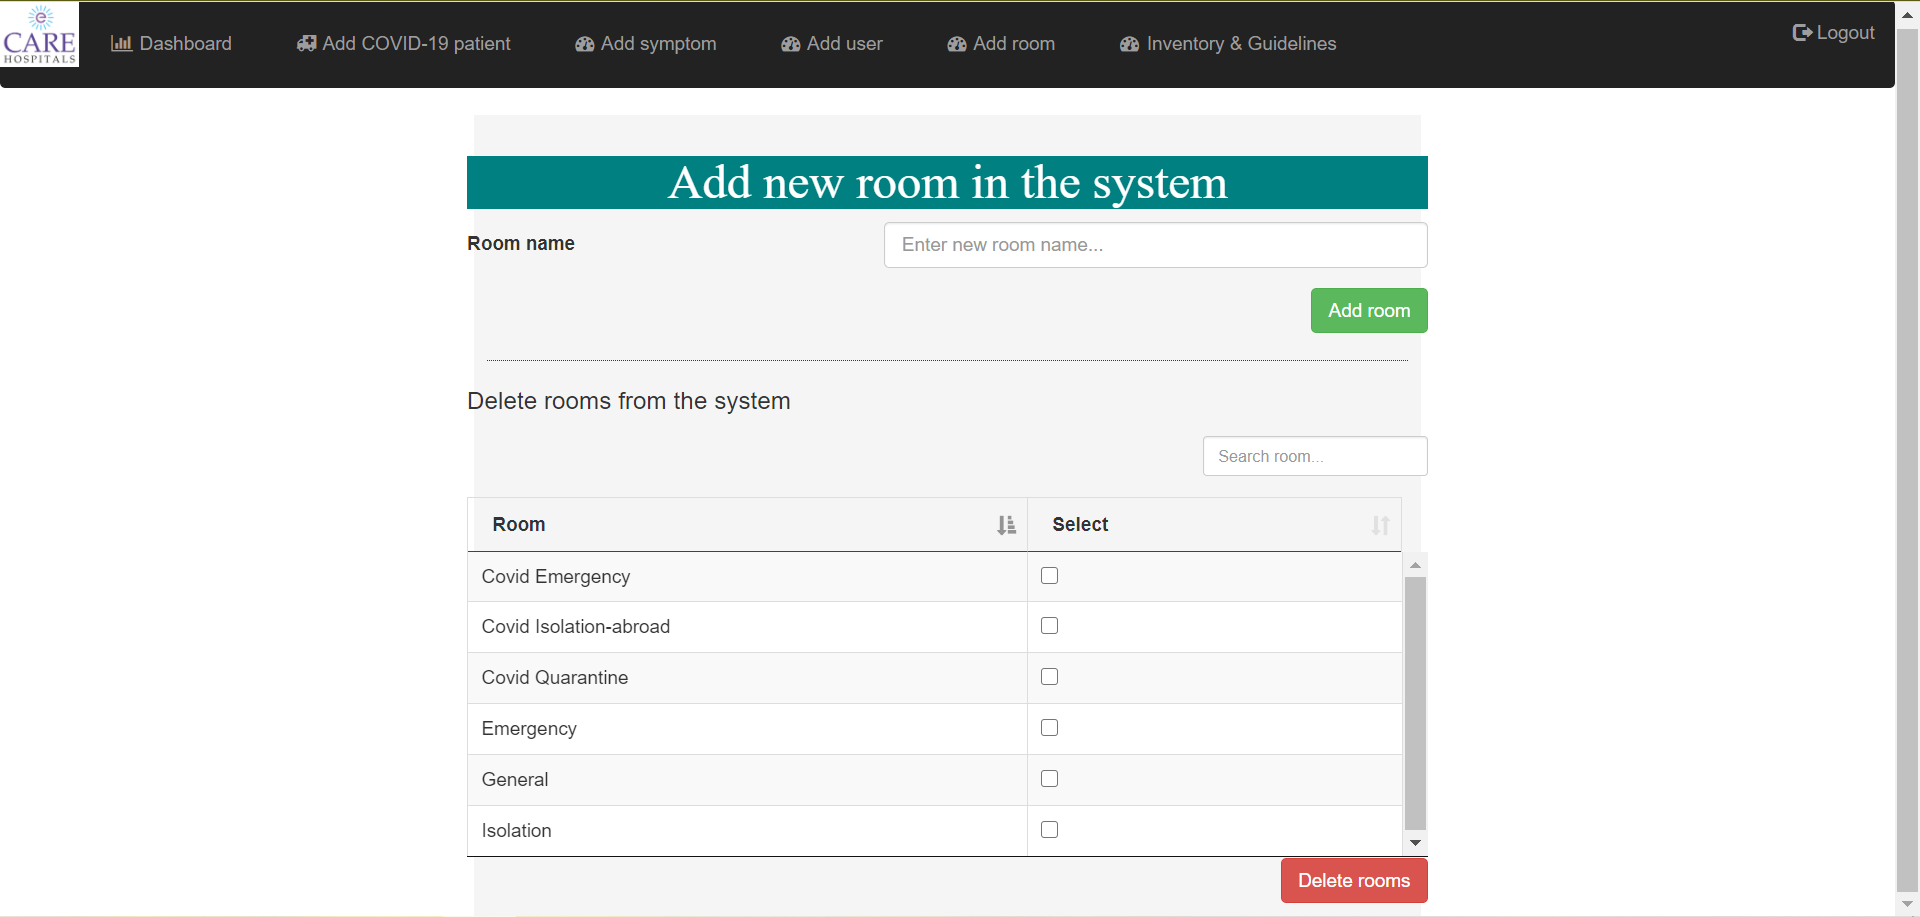 e
CARE
HOSPITALS
Dashboard
Add COVID-19 patient
Add symptom
Add user
Add room
Inventory & Guidelines
Logout
Add new room in the system
Room name
Enter new room name...
Add room
Delete rooms from the system
Search room...
Room
Select
Covid Emergency
Covid Isolation-abroad
Covid Quarantine
Emergency
General
Isolation
Delete rooms